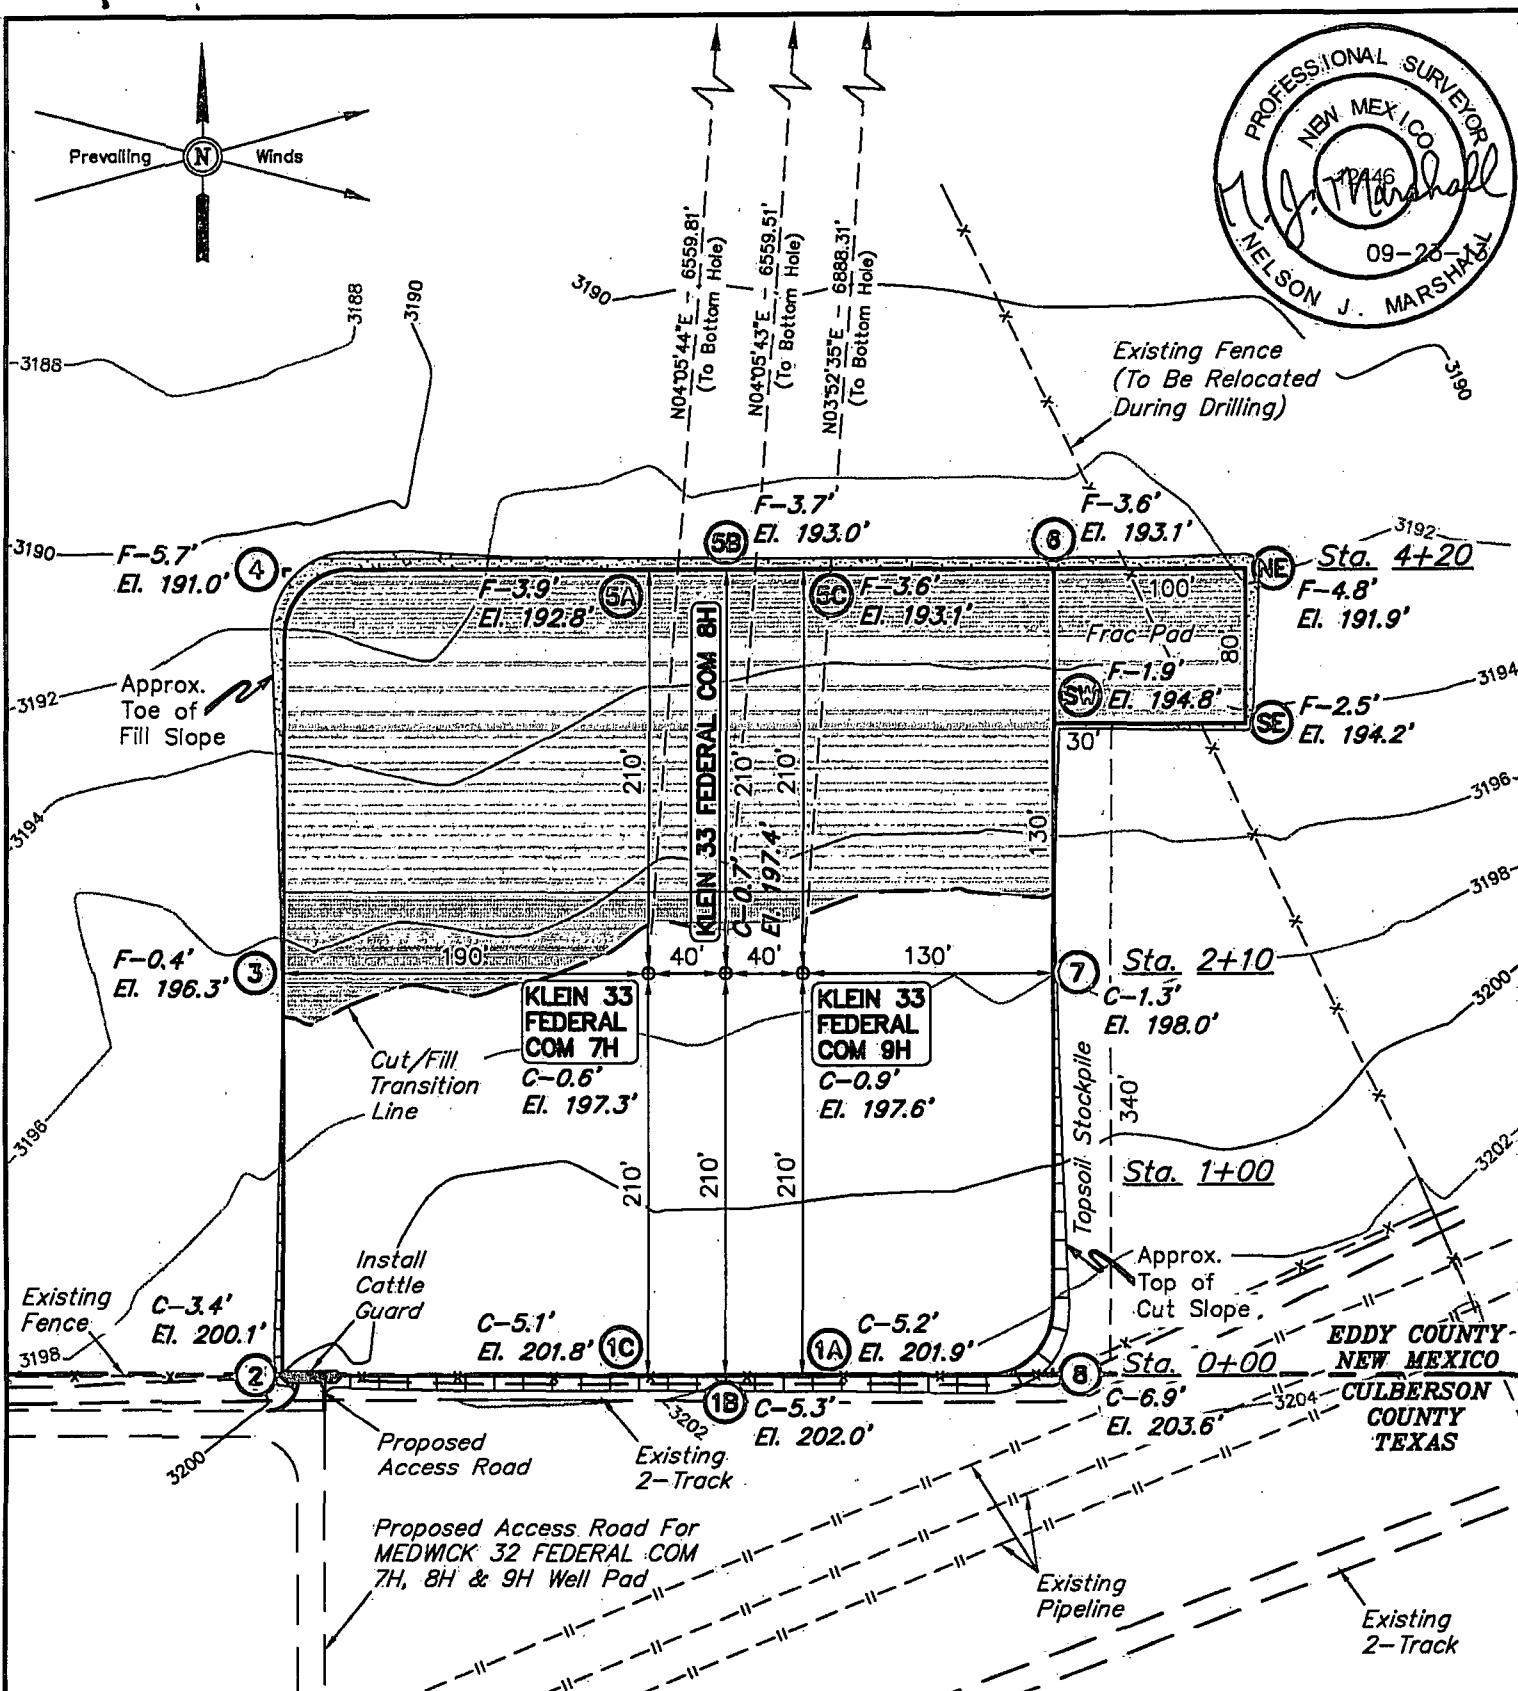 Prevailing
N
Winds
PROFESSIONAL SURVEYOR
NEW MEXICO
12446
N. J. Marshall
NELSON J. MARSHALL
3188
3190
3188
3190
3190
N04°05'44"E - 6559.81'
(To Bottom Hole)
N04°05'43"E - 6559.51'
(To Bottom Hole)
N03°52'35"E - 6888.31'
(To Bottom Hole)
Existing Fence
(To Be Relocated
During Drilling)
3190
F-5.7'
El. 191.0'
4
F-3.9'
El. 192.8'
5A
5B
F-3.7'
El. 193.0'
5C
F-3.6'
El. 193.1'
6
F-3.6'
El. 193.1'
3192
NE
Sta. 4+20
F-4.8'
El. 191.9'
100'
Frac Pad
80'
SW
F-1.9'
El. 194.8'
SE
F-2.5'
El. 194.2'
3194
30'
3192
Approx.
Toe of
Fill Slope
KLEIN 33 FEDERAL COM 8H
C-0.7'
El. 197.4'
210'
210'
210'
130'
3196
3194
3198
F-0.4'
El. 196.3'
3
190'
40'
40'
130'
7
Sta. 2+10
C-1.3'
El. 198.0'
3200
KLEIN 33
FEDERAL
COM 7H
C-0.6'
El. 197.3'
KLEIN 33
FEDERAL
COM 9H
C-0.9'
El. 197.6'
Cut/Fill
Transition
Line
3196
Topsoil Stockpile
340'
3202
Sta. 1+00
210'
210'
210'
Install
Cattle
Guard
Approx.
Top of
Cut Slope
Existing
Fence
C-3.4'
El. 200.1'
3198
2
C-5.1'
El. 201.8'
1C
1A
C-5.2'
El. 201.9'
8
Sta. 0+00
C-6.9'
El. 203.6'
EDDY COUNTY
NEW MEXICO
CULBERSON
COUNTY
TEXAS
3204
1B
C-5.3'
El. 202.0'
3202
3200
Proposed
Access Road
Existing
2-Track
Proposed Access Road For
MEDWICK 32 FEDERAL COM
7H, 8H & 9H Well Pad
Existing
Pipeline
Existing
2-Track